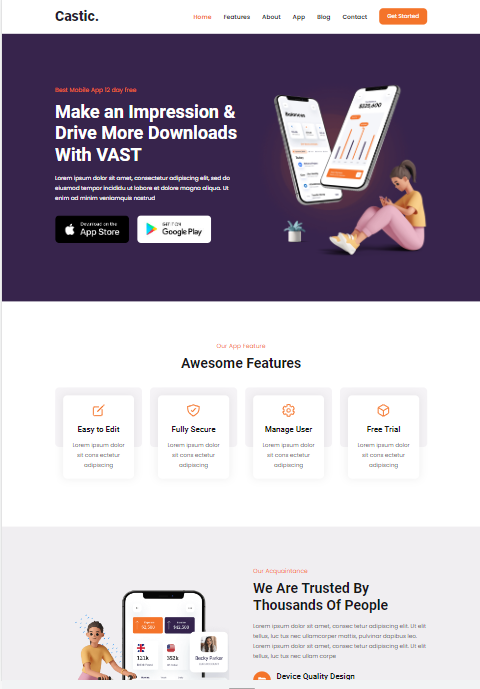 Castic.
Home Features About App Blog Contact Get Started
Best Mobile App 12 day free
Make an Impression &
Drive More Downloads
With VAST
Lorem ipsum dolor sit amet, consectetur adipiscing elit, sed do
eiusmod tempor incididu ut labore et dolore magna aliqua. Ut
enim ad minim veniamquis nostrud
Download on the
App Store
GET IT ON
Google Play
Balances
$220,600
Our App Feature
Awesome Features
Easy to Edit
Lorem ipsum dolor
sit cons ectetur
adipiscing
Fully Secure
Lorem ipsum dolor
sit cons ectetur
adipiscing
Manage User
Lorem ipsum dolor
sit cons ectetur
adipiscing
Free Trial
Lorem ipsum dolor
sit cons ectetur
adipiscing
Our Acquaintance
We Are Trusted By
Thousands Of People
Lorem ipsum dolor sit amet, consec tetur adipiscing elit. Ut elit
tellus, luc tus nec ullamcorper mattis, pulvinar dapibus leo.
Lorem ipsum dolor sit amet, consec tetur adipiscing elit. Ut elit
tellus, luc tus nec ullam corpe
Becky Parker
Device Quality Design